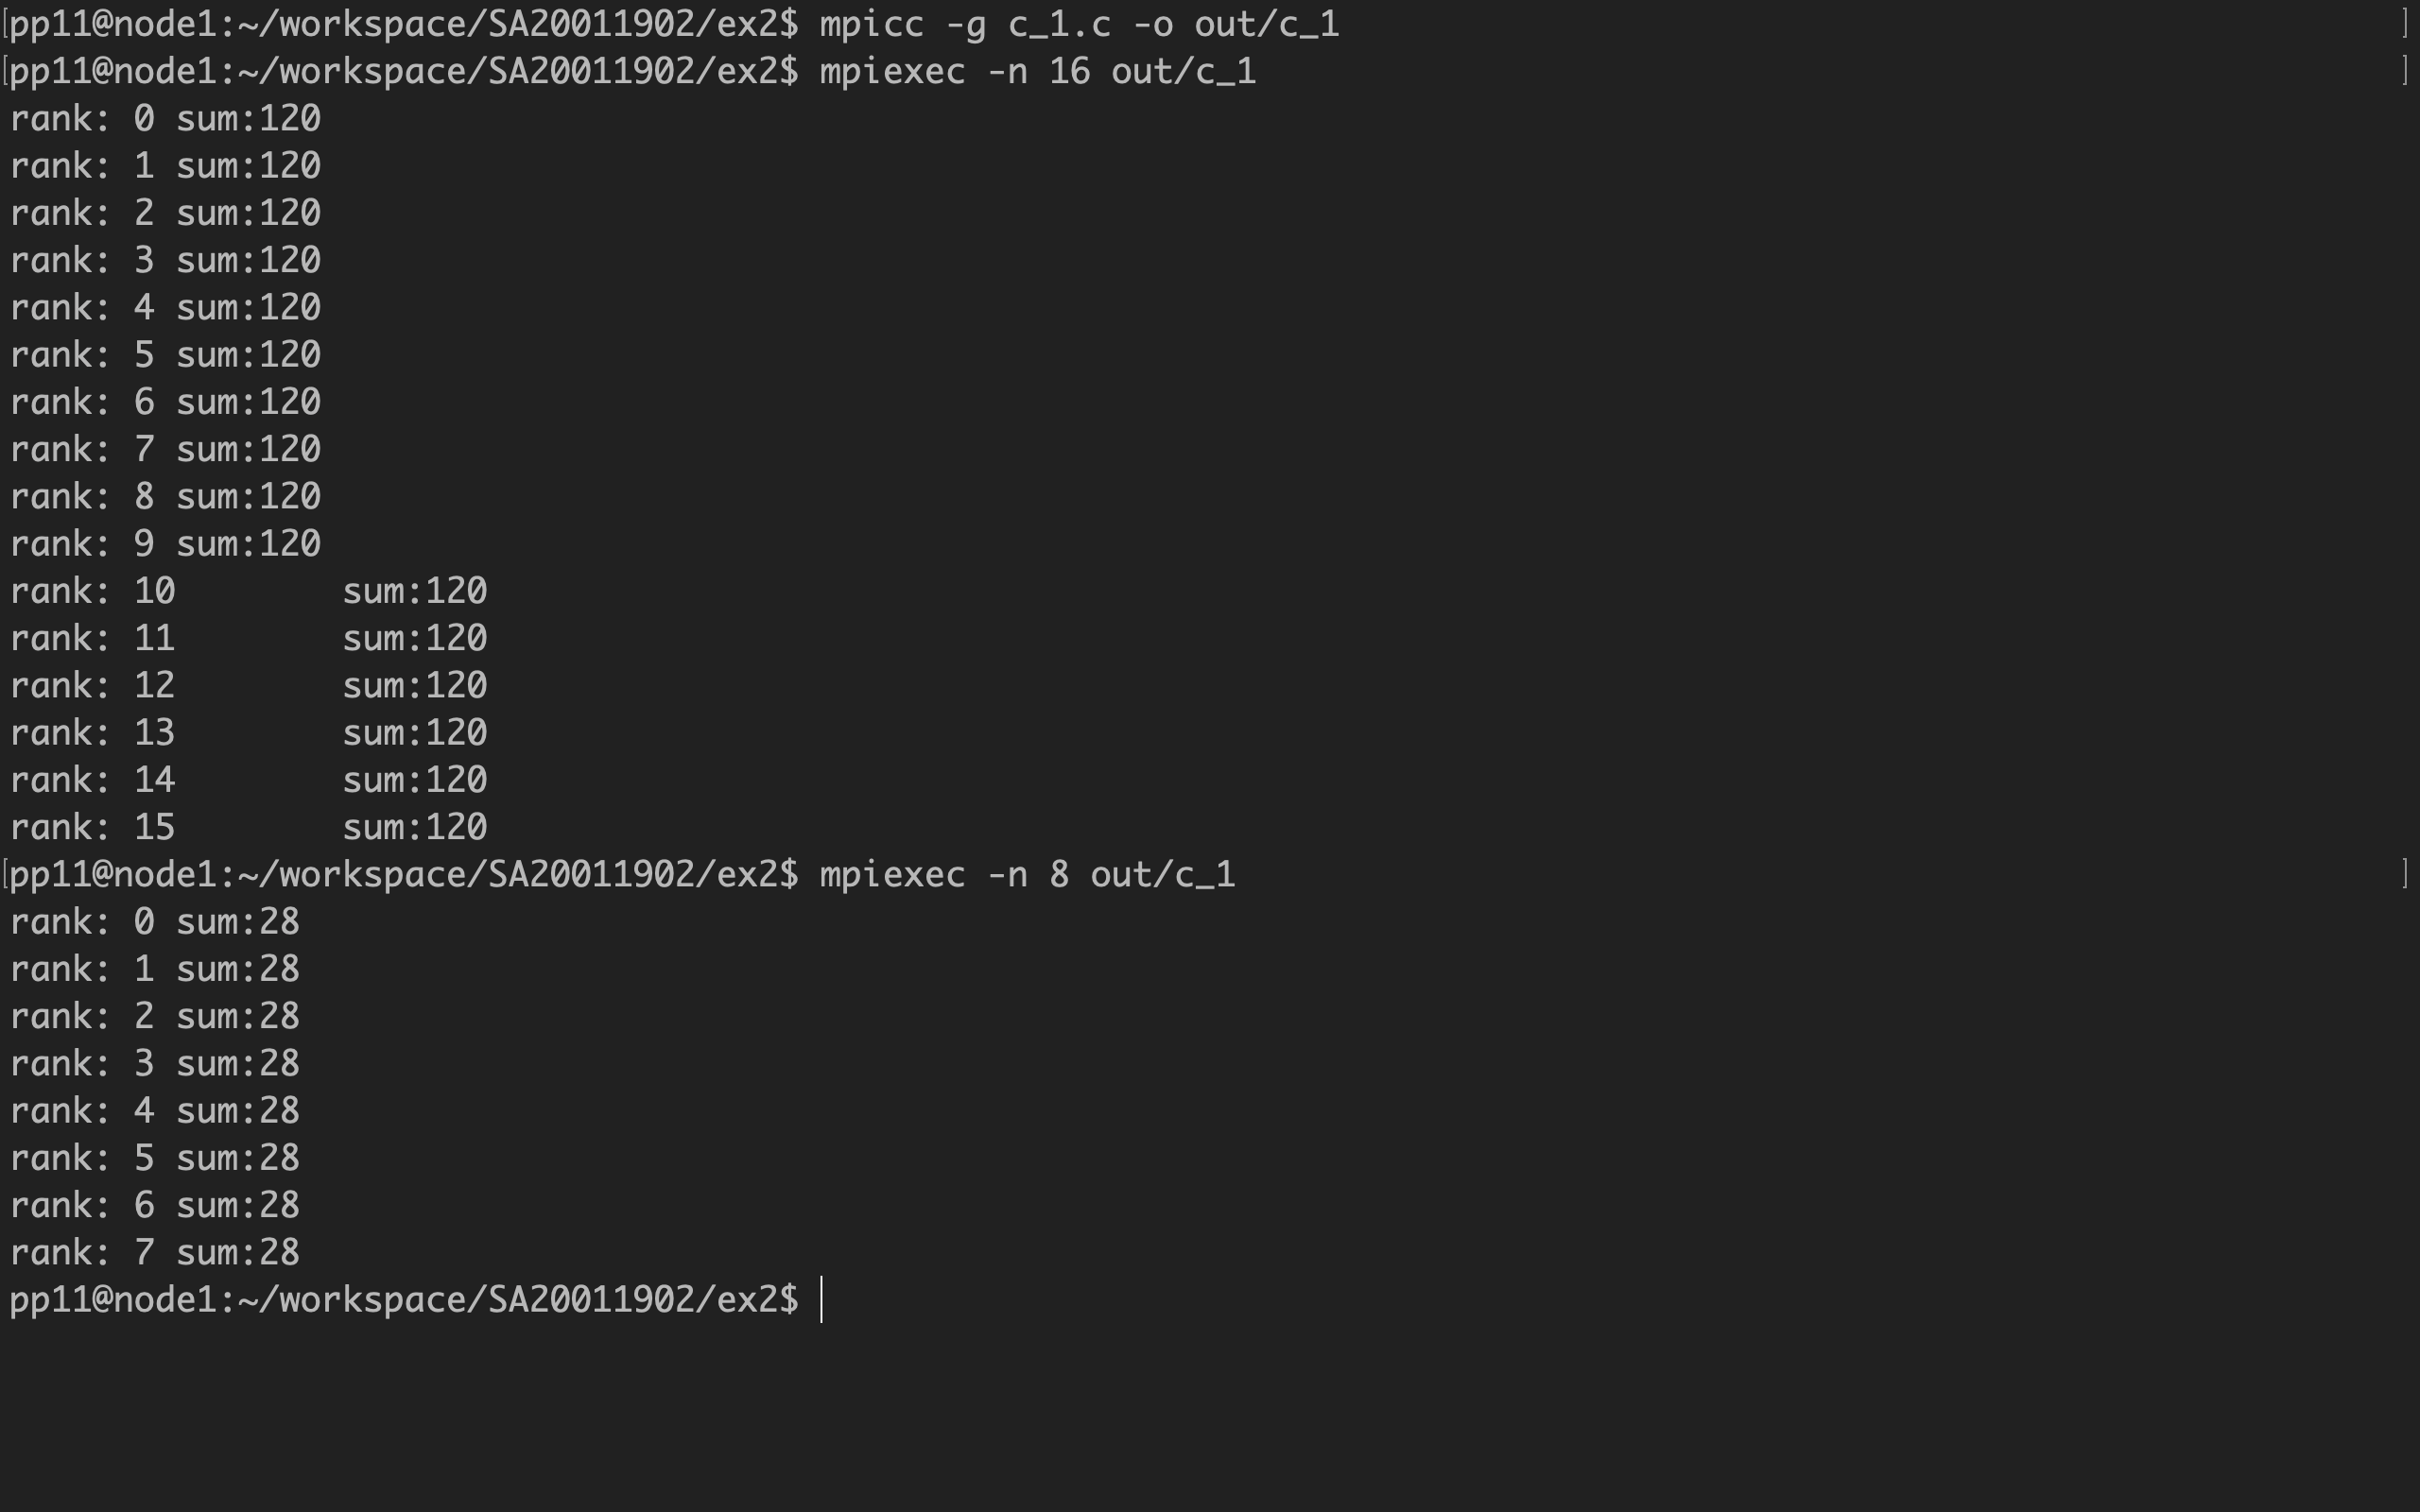 [pp11@node1:~/workspace/SA20011902/ex2$ mpicc -g c_1.c -o out/c_1 ]
[pp11@node1:~/workspace/SA20011902/ex2$ mpiexec -n 16 out/c_1 ]
rank: 0 sum:120
rank: 1 sum:120
rank: 2 sum:120
rank: 3 sum:120
rank: 4 sum:120
rank: 5 sum:120
rank: 6 sum:120
rank: 7 sum:120
rank: 8 sum:120
rank: 9 sum:120
rank: 10        sum:120
rank: 11        sum:120
rank: 12        sum:120
rank: 13        sum:120
rank: 14        sum:120
rank: 15        sum:120
[pp11@node1:~/workspace/SA20011902/ex2$ mpiexec -n 8 out/c_1 ]
rank: 0 sum:28
rank: 1 sum:28
rank: 2 sum:28
rank: 3 sum:28
rank: 4 sum:28
rank: 5 sum:28
rank: 6 sum:28
rank: 7 sum:28
pp11@node1:~/workspace/SA20011902/ex2$